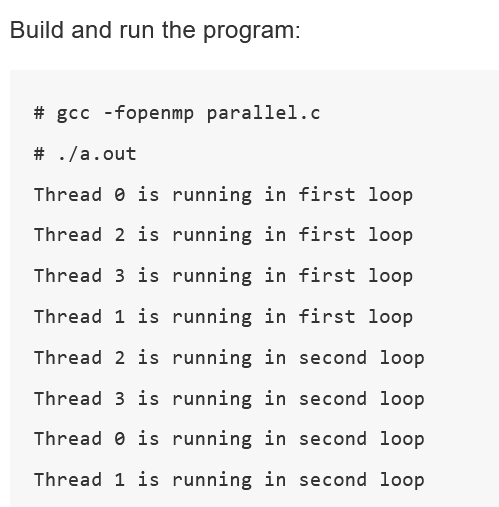 Build and run the program:
# gcc -fopenmp parallel.c
# ./a.out
Thread 0 is running in first loop
Thread 2 is running in first loop
Thread 3 is running in first loop
Thread 1 is running in first loop
Thread 2 is running in second loop
Thread 3 is running in second loop
Thread 0 is running in second loop
Thread 1 is running in second loop